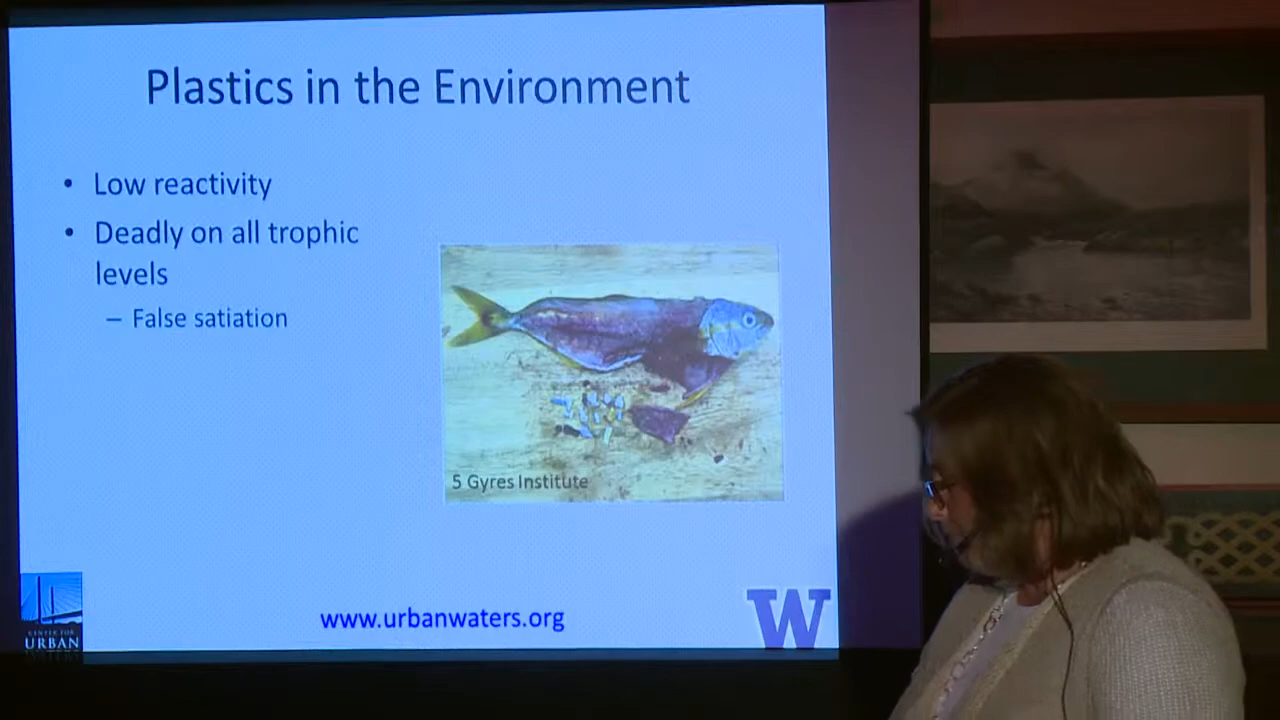 Plastics in the Environment
• Low reactivity
• Deadly on all trophic
levels
– False satiation
5 Gyres Institute
CENTER FOR
URBAN
WATERS
www.urbanwaters.org
W